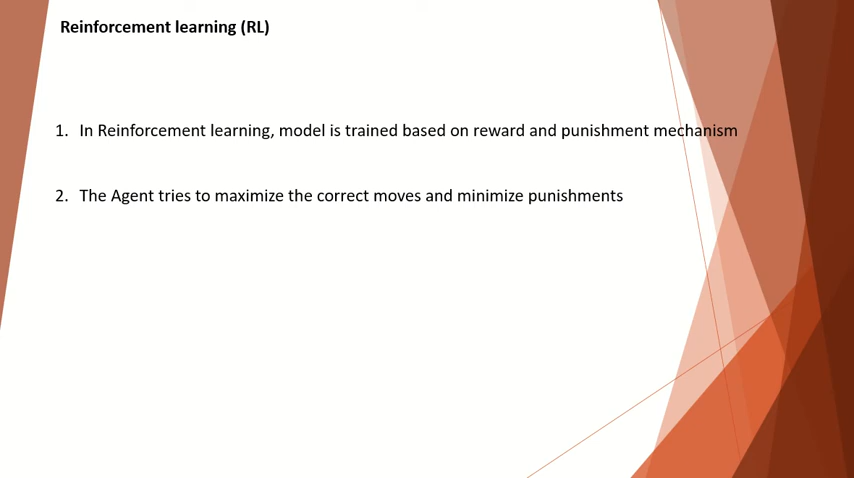 Reinforcement learning (RL)
1. In Reinforcement learning, model is trained based on reward and punishment mechanism
2. The Agent tries to maximize the correct moves and minimize punishments